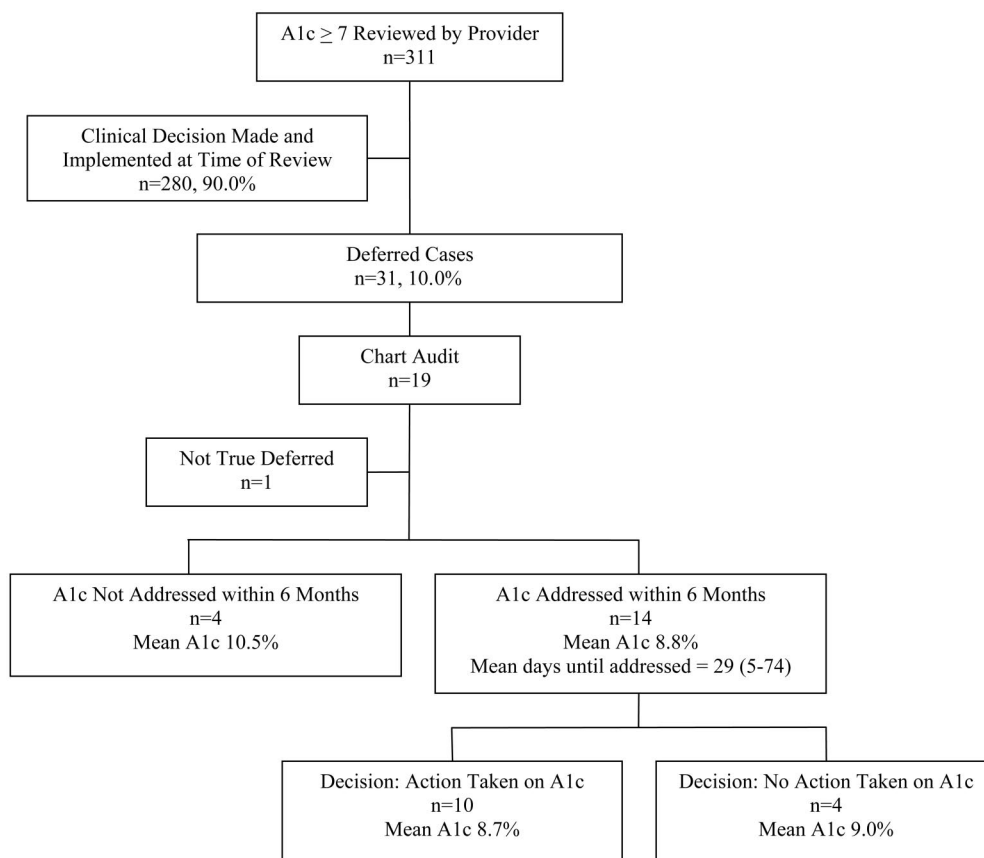 A1c ≥ 7 Reviewed by Provider
n=311
Clinical Decision Made and
Implemented at Time of Review
n=280, 90.0%
Deferred Cases
n=31, 10.0%
Chart Audit
n=19
Not True Deferred
n=1
A1c Not Addressed within 6 Months
n=4
Mean A1c 10.5%
A1c Addressed within 6 Months
n=14
Mean A1c 8.8%
Mean days until addressed = 29 (5-74)
Decision: Action Taken on A1c
n=10
Mean A1c 8.7%
Decision: No Action Taken on A1c
n=4
Mean A1c 9.0%